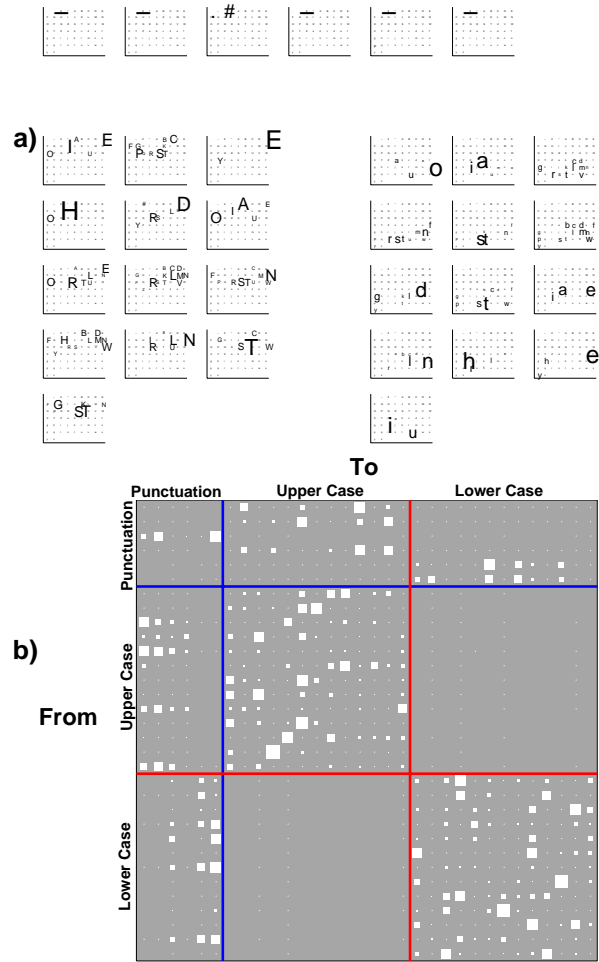 — — . # — — —
a) O I A U E F G P R S B K T C Y E a u o i a u g r s t l c d m v
O H # Y R S L D O I A U E r s t u m n f s t n f g p y s t b i l d m f w
O R A T L U E R L C D M N V F R S T U C M W N g y l d g p s t c f w i a e
F Y H R S B L D M N W L R U L N G S T C W l n h l h y e
G S T K N i u
To
Punctuation Upper Case Lower Case
Punctuation
b)
Upper Case
From
Lower Case